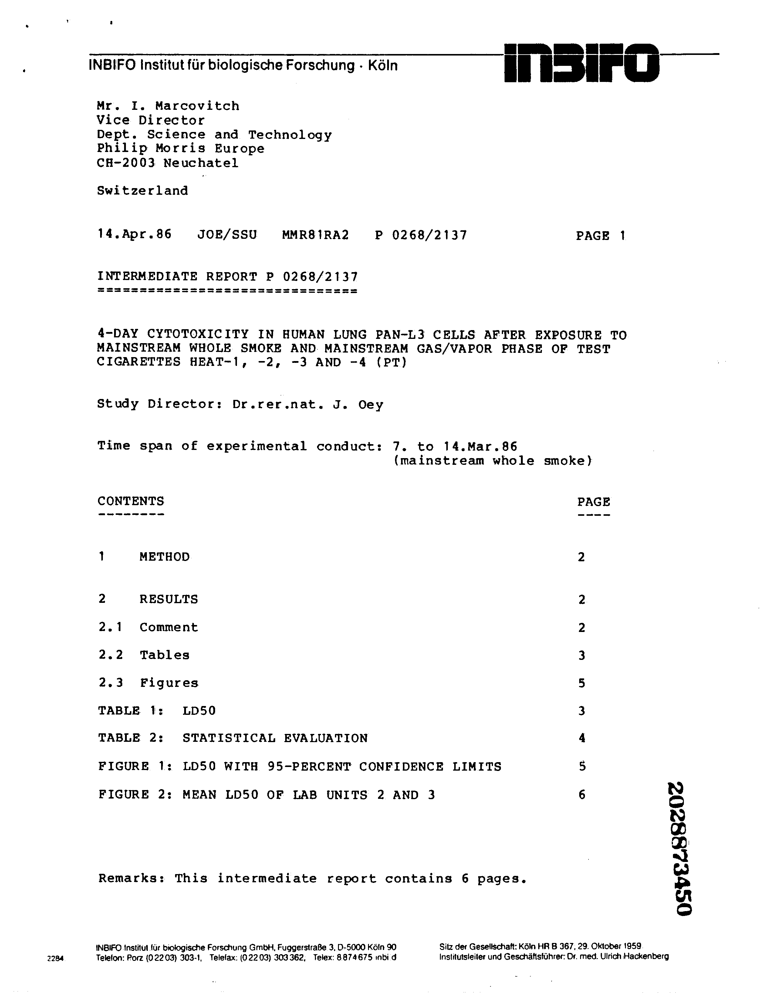 INBIFO Institut für biologische Forschung · Köln
INBIFO
Mr. I. Marcovitch
Vice Director
Dept. Science and Technology
Philip Morris Europe
CH-2003 Neuchatel
Switzerland
14.Apr.86 JOE/SSU MMR81RA2 P 0268/2137 PAGE 1
INTERMEDIATE REPORT P 0268/2137
===============================
4-DAY CYTOTOXICITY IN HUMAN LUNG PAN-L3 CELLS AFTER EXPOSURE TO
MAINSTREAM WHOLE SMOKE AND MAINSTREAM GAS/VAPOR PHASE OF TEST
CIGARETTES HEAT-1, -2, -3 AND -4 (PT)
Study Director: Dr.rer.nat. J. Oey
Time span of experimental conduct: 7. to 14.Mar.86
(mainstream whole smoke)
CONTENTS PAGE
-------- ----
1 METHOD 2
2 RESULTS 2
2.1 Comment 2
2.2 Tables 3
2.3 Figures 5
TABLE 1: LD50 3
TABLE 2: STATISTICAL EVALUATION 4
FIGURE 1: LD50 WITH 95-PERCENT CONFIDENCE LIMITS 5
FIGURE 2: MEAN LD50 OF LAB UNITS 2 AND 3 6
Remarks: This intermediate report contains 6 pages.
2028873450
2284
INBIFO Institut für biologische Forschung GmbH, Fuggerstraße 3, D-5000 Köln 90
Telefon: Porz (0 22 03) 303-1, Telefax: (0 22 03) 303 362, Telex: 8 874 675 inbi d
Sitz der Gesellschaft: Köln HR B 367, 29. Oktober 1959
Institutsleiter und Geschäftsführer: Dr. med. Ulrich Hackenberg